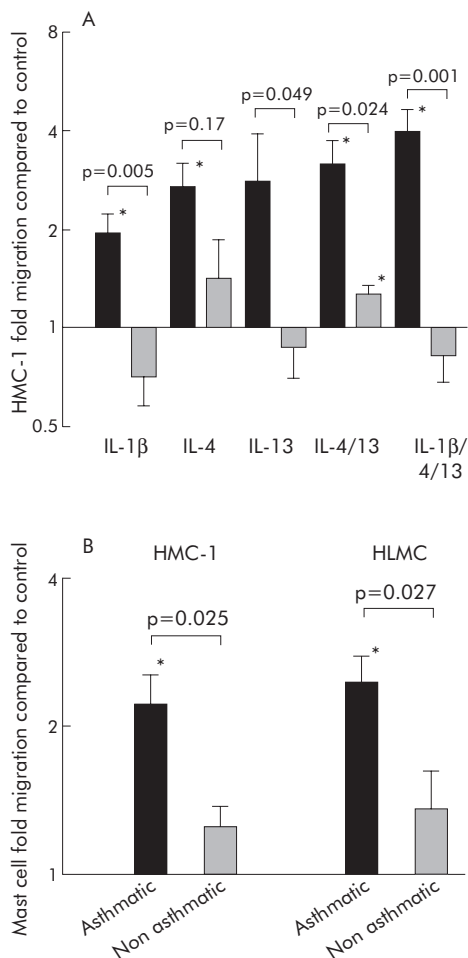 A
HMC-1 fold migration compared to control
8
4
2
1
0.5
p=0.005
p=0.17
p=0.049
p=0.024
p=0.001
*
*
*
*
*
IL-1β
IL-4
IL-13
IL-4/13
IL-1β/
4/13
B
HMC-1
HLMC
Mast cell fold migration compared to control
4
2
1
p=0.025
p=0.027
*
*
Asthmatic
Non asthmatic
Asthmatic
Non asthmatic